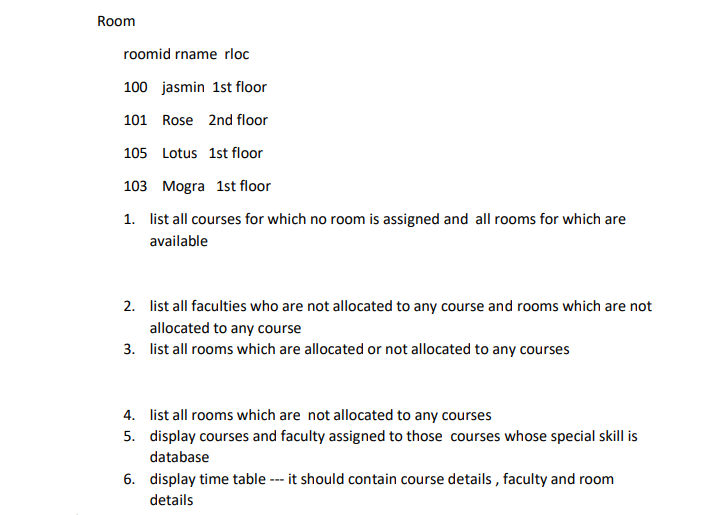 Room
roomid rname rloc
100 jasmin 1st floor
101 Rose 2nd floor
105 Lotus 1st floor
103 Mogra 1st floor
1. list all courses for which no room is assigned and all rooms for which are
available
2. list all faculties who are not allocated to any course and rooms which are not
allocated to any course
3. list all rooms which are allocated or not allocated to any courses
4. list all rooms which are not allocated to any courses
5. display courses and faculty assigned to those courses whose special skill is
database
6. display time table --- it should contain course details , faculty and room
details